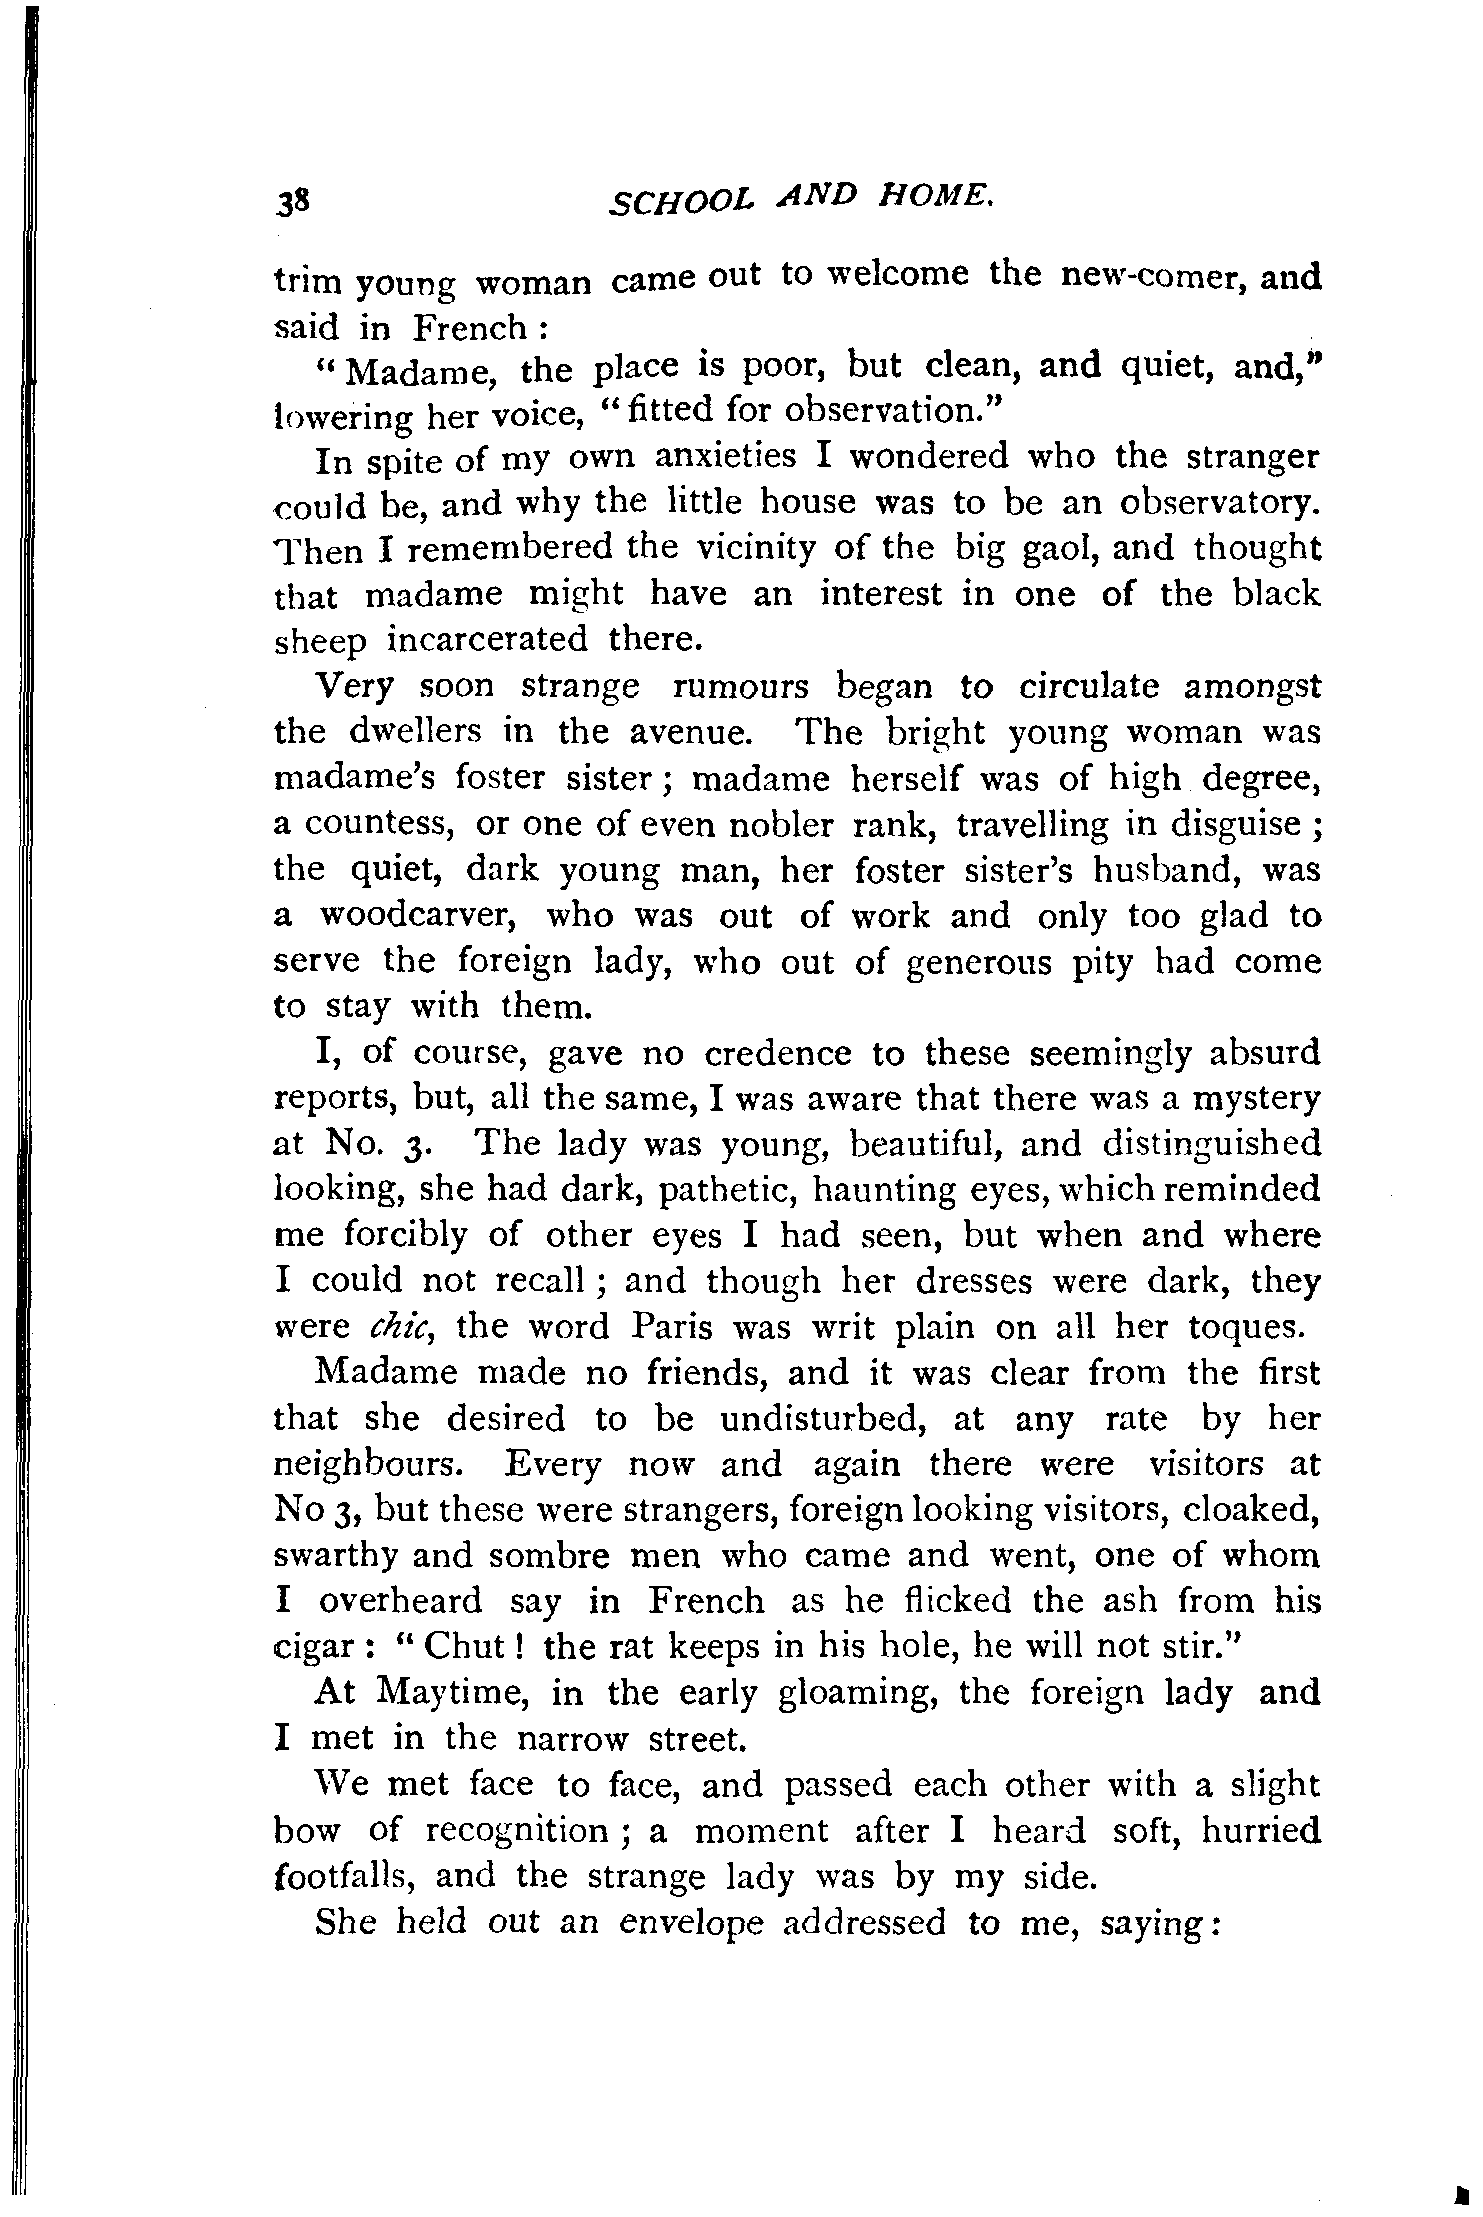 38 SCHOOL AND HOME.
trim young woman came out to welcome the new-comer, and
said in French :
“ Madame, the place is poor, but clean, and quiet, and,”
lowering her voice, “ fitted for observation.”
In spite of my own anxieties I wondered who the stranger
could be, and why the little house was to be an observatory.
Then I remembered the vicinity of the big gaol, and thought
that madame might have an interest in one of the black
sheep incarcerated there.
Very soon strange rumours began to circulate amongst
the dwellers in the avenue. The bright young woman was
madame’s foster sister ; madame herself was of high degree,
a countess, or one of even nobler rank, travelling in disguise ;
the quiet, dark young man, her foster sister’s husband, was
a woodcarver, who was out of work and only too glad to
serve the foreign lady, who out of generous pity had come
to stay with them.
I, of course, gave no credence to these seemingly absurd
reports, but, all the same, I was aware that there was a mystery
at No. 3. The lady was young, beautiful, and distinguished
looking, she had dark, pathetic, haunting eyes, which reminded
me forcibly of other eyes I had seen, but when and where
I could not recall ; and though her dresses were dark, they
were chic, the word Paris was writ plain on all her toques.
Madame made no friends, and it was clear from the first
that she desired to be undisturbed, at any rate by her
neighbours. Every now and again there were visitors at
No 3, but these were strangers, foreign looking visitors, cloaked,
swarthy and sombre men who came and went, one of whom
I overheard say in French as he flicked the ash from his
cigar : “ Chut ! the rat keeps in his hole, he will not stir.”
At Maytime, in the early gloaming, the foreign lady and
I met in the narrow street.
We met face to face, and passed each other with a slight
bow of recognition ; a moment after I heard soft, hurried
footfalls, and the strange lady was by my side.
She held out an envelope addressed to me, saying :